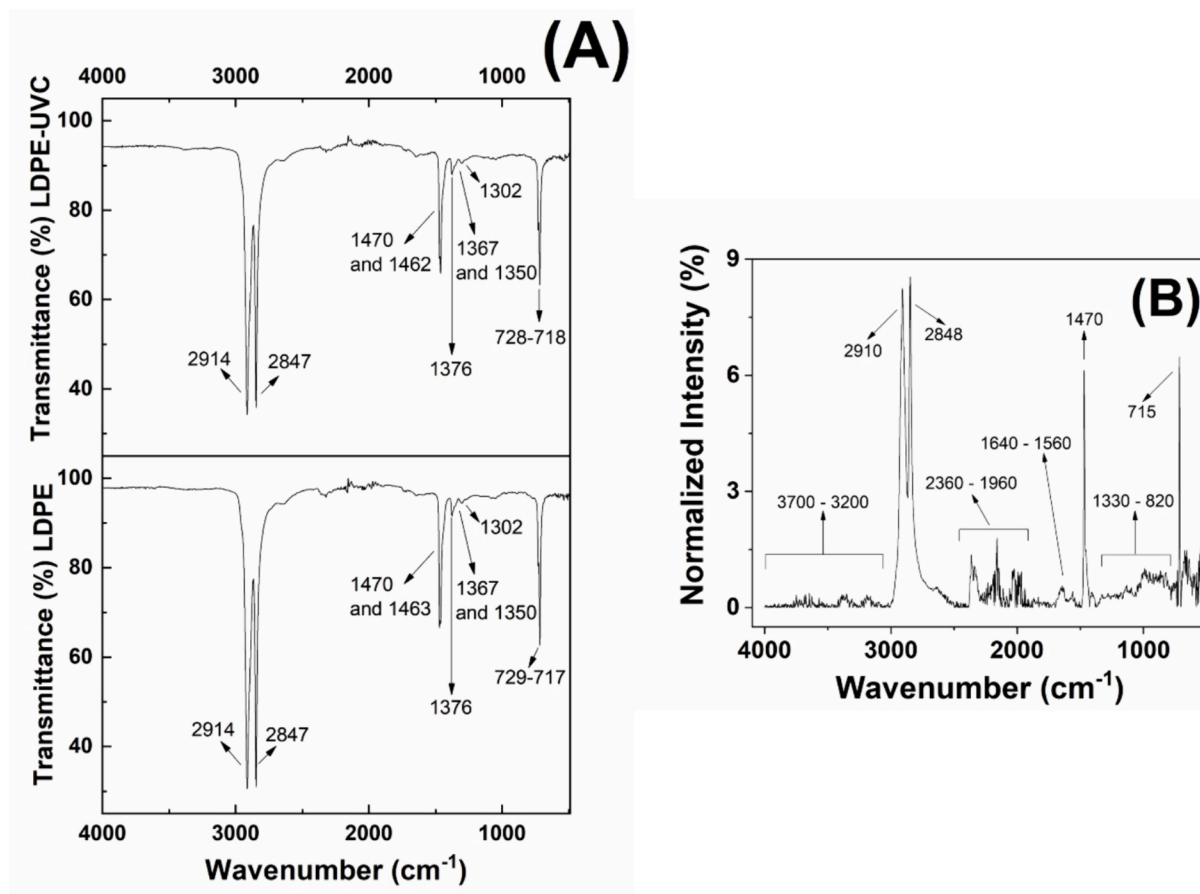 (A)
4000 3000 2000 1000
Transmittance (%) LDPE-UVC
100
80
60
40
1302
1470
and 1462
1367
and 1350
728-718
2914
2847
1376
Transmittance (%) LDPE
100
80
60
40
1302
1470
and 1463
1367
and 1350
729-717
2914
2847
1376
4000 3000 2000 1000
Wavenumber (cm⁻¹)
(B)
Normalized Intensity (%)
9
6
3
0
2910
2848
1470
715
1640 - 1560
2360 - 1960
3700 - 3200
1330 - 820
4000 3000 2000 1000
Wavenumber (cm⁻¹)